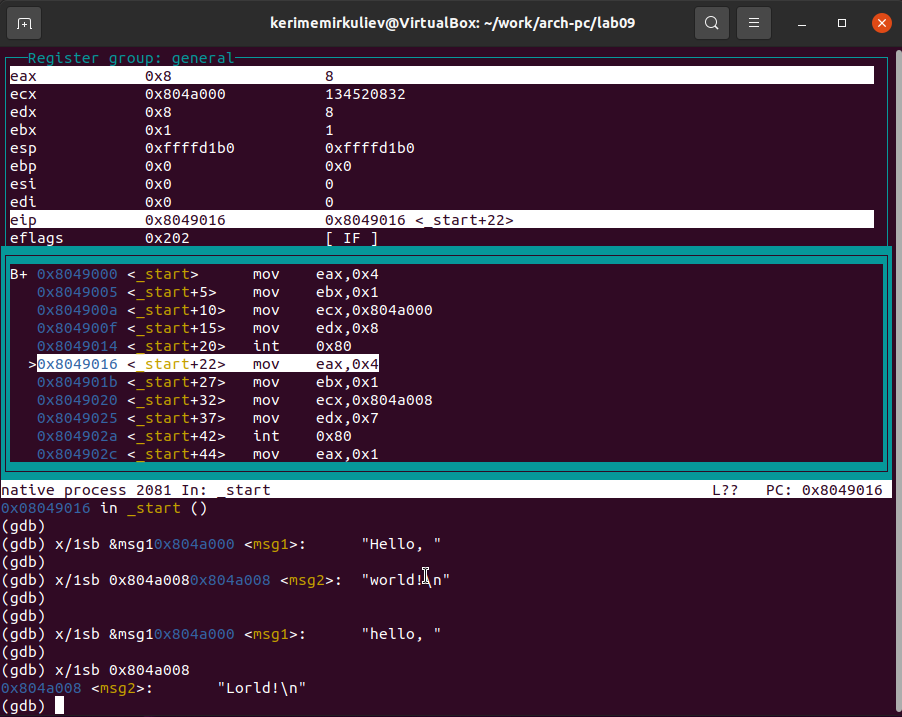 kerimemirkuliev@VirtualBox: ~/work/arch-pc/lab09
Register group: general
eax 0x8 8
ecx 0x804a000 134520832
edx 0x8 8
ebx 0x1 1
esp 0xffffd1b0 0xffffd1b0
ebp 0x0 0x0
esi 0x0 0
edi 0x0 0
eip 0x8049016 0x8049016 <_start+22>
eflags 0x202 [ IF ]
B+ 0x8049000 <_start> mov eax,0x4
0x8049005 <_start+5> mov ebx,0x1
0x804900a <_start+10> mov ecx,0x804a000
0x804900f <_start+15> mov edx,0x8
0x8049014 <_start+20> int 0x80
>0x8049016 <_start+22> mov eax,0x4
0x804901b <_start+27> mov ebx,0x1
0x8049020 <_start+32> mov ecx,0x804a008
0x8049025 <_start+37> mov edx,0x7
0x804902a <_start+42> int 0x80
0x804902c <_start+44> mov eax,0x1
native process 2081 In: _start L?? PC: 0x8049016
0x08049016 in _start ()
(gdb)
(gdb) x/1sb &msg10x804a000 <msg1>: "Hello, "
(gdb)
(gdb) x/1sb 0x804a0080x804a008 <msg2>: "world!\n"
(gdb)
(gdb)
(gdb) x/1sb &msg10x804a000 <msg1>: "hello, "
(gdb)
(gdb) x/1sb 0x804a008
0x804a008 <msg2>: "Lorld!\n"
(gdb)